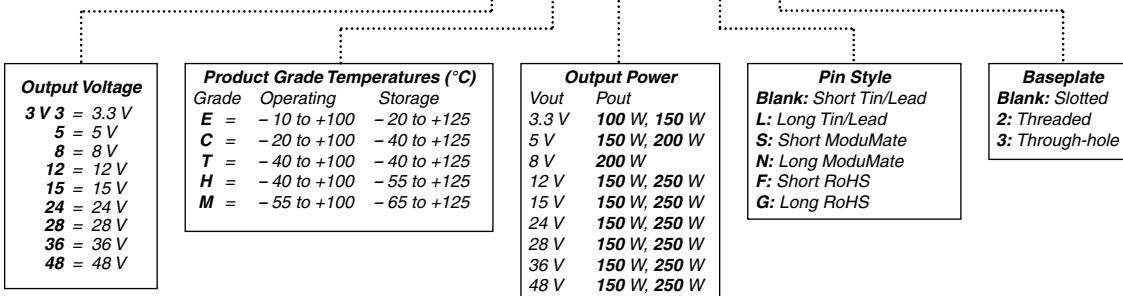 Output Voltage
3 V 3 = 3.3 V
5 = 5 V
8 = 8 V
12 = 12 V
15 = 15 V
24 = 24 V
28 = 28 V
36 = 36 V
48 = 48 V
Product Grade Temperatures (°C)
Grade Operating Storage
E = – 10 to +100 – 20 to +125
C = – 20 to +100 – 40 to +125
T = – 40 to +100 – 40 to +125
H = – 40 to +100 – 55 to +125
M = – 55 to +100 – 65 to +125
Output Power
Vout Pout
3.3 V 100 W, 150 W
5 V 150 W, 200 W
8 V 200 W
12 V 150 W, 250 W
15 V 150 W, 250 W
24 V 150 W, 250 W
28 V 150 W, 250 W
36 V 150 W, 250 W
48 V 150 W, 250 W
Pin Style
Blank: Short Tin/Lead
L: Long Tin/Lead
S: Short ModuMate
N: Long ModuMate
F: Short RoHS
G: Long RoHS
Baseplate
Blank: Slotted
2: Threaded
3: Through-hole